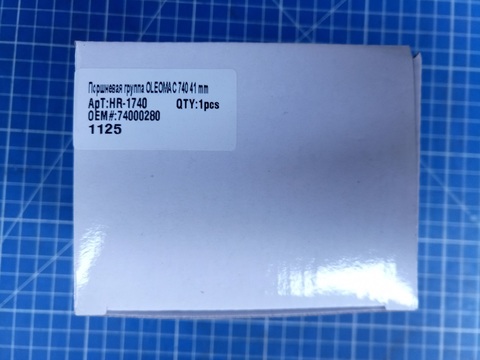 Поршневая группа OLEOMAC 740 41 mm
АрТ:HR-1740 QTY:1pcs
OEM#:74000280
1125